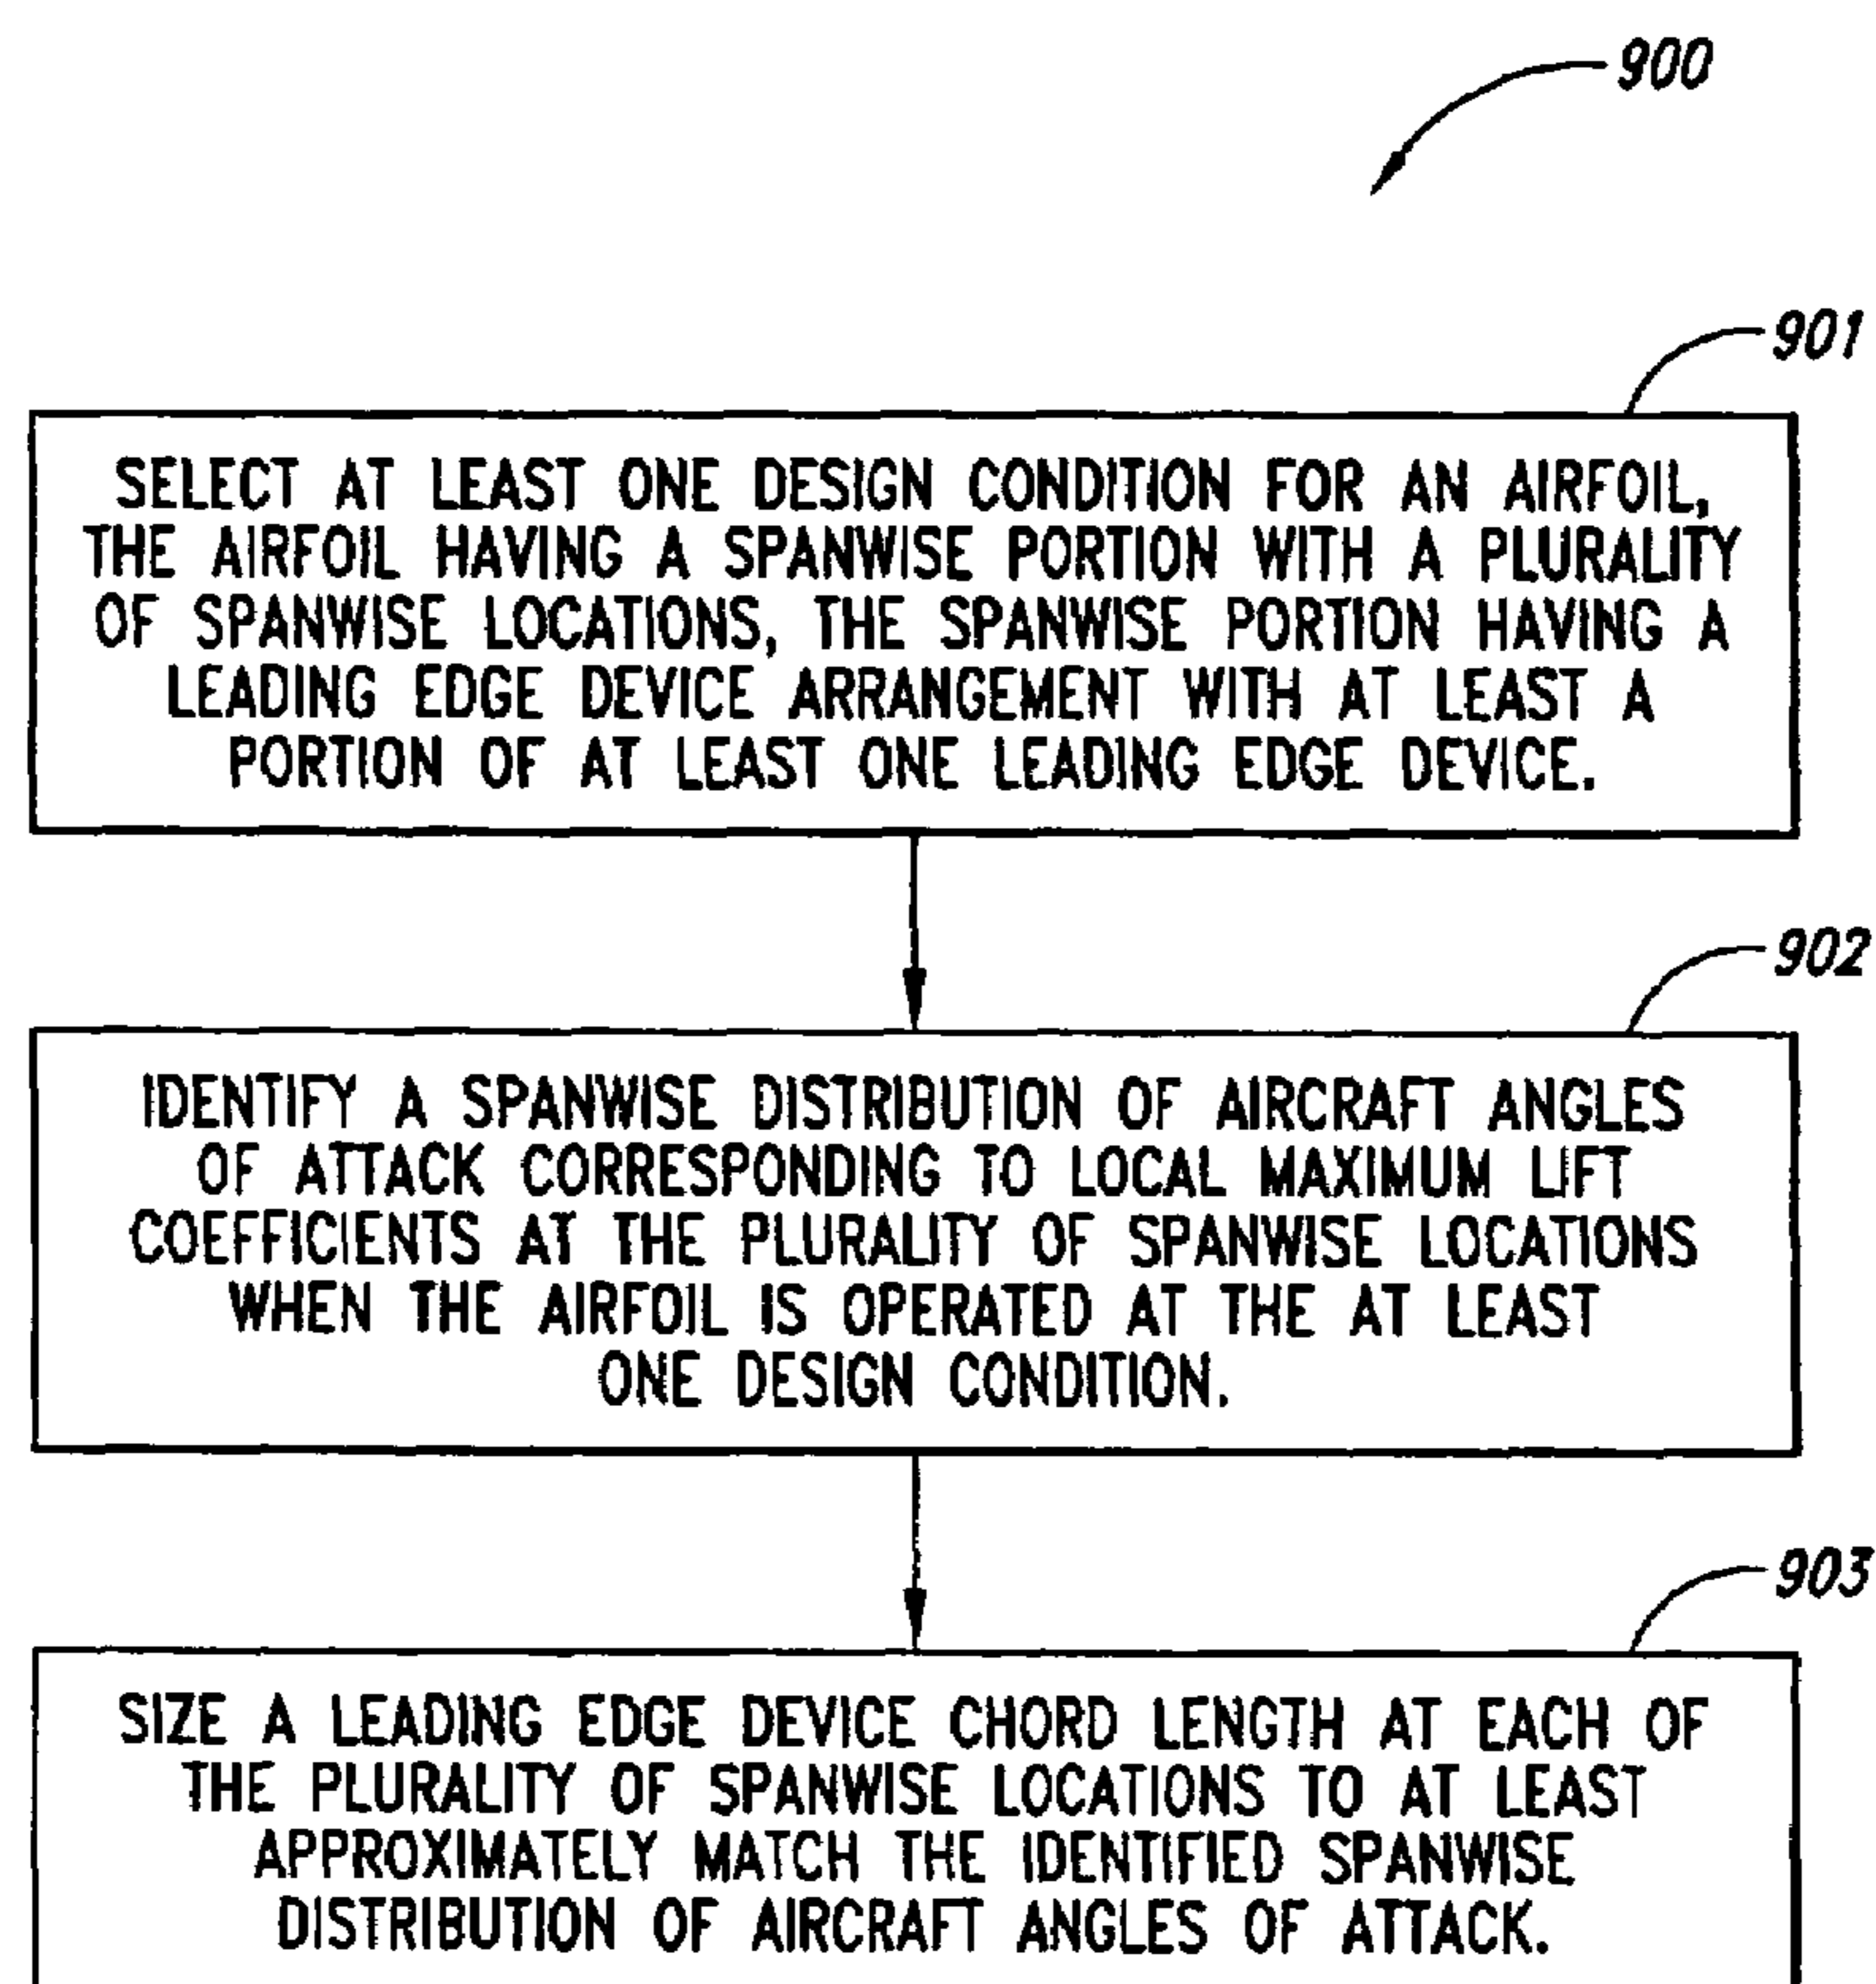 900
901
SELECT AT LEAST ONE DESIGN CONDITION FOR AN AIRFOIL,
THE AIRFOIL HAVING A SPANWISE PORTION WITH A PLURALITY
OF SPANWISE LOCATIONS, THE SPANWISE PORTION HAVING A
LEADING EDGE DEVICE ARRANGEMENT WITH AT LEAST A
PORTION OF AT LEAST ONE LEADING EDGE DEVICE.
902
IDENTIFY A SPANWISE DISTRIBUTION OF AIRCRAFT ANGLES
OF ATTACK CORRESPONDING TO LOCAL MAXIMUM LIFT
COEFFICIENTS AT THE PLURALITY OF SPANWISE LOCATIONS
WHEN THE AIRFOIL IS OPERATED AT THE AT LEAST
ONE DESIGN CONDITION.
903
SIZE A LEADING EDGE DEVICE CHORD LENGTH AT EACH OF
THE PLURALITY OF SPANWISE LOCATIONS TO AT LEAST
APPROXIMATELY MATCH THE IDENTIFIED SPANWISE
DISTRIBUTION OF AIRCRAFT ANGLES OF ATTACK.